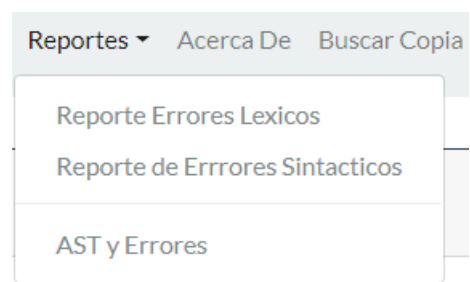 Reportes Acerca De Buscar Copia
Reporte Errores Lexicos
Reporte de Errrores Sintacticos
AST y Errores